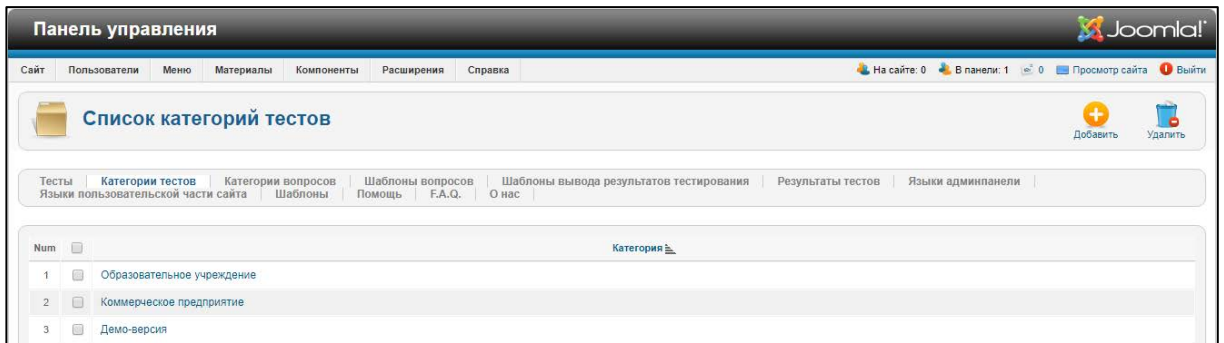 Панель управления
Joomla!
Сайт Пользователи Меню Материалы Компоненты Расширения Справка На сайте: 0 В панели: 1 0 Просмотр сайта Выйти
Список категорий тестов
Добавить Удалить
Тесты Категории тестов Категории вопросов Шаблоны вопросов Шаблоны вывода результатов тестирования Результаты тестов Языки админпанели
Языки пользовательской части сайта Шаблоны Помощь F.A.Q. О нас
Num Категория
1 Образовательное учреждение
2 Коммерческое предприятие
3 Демо-версия